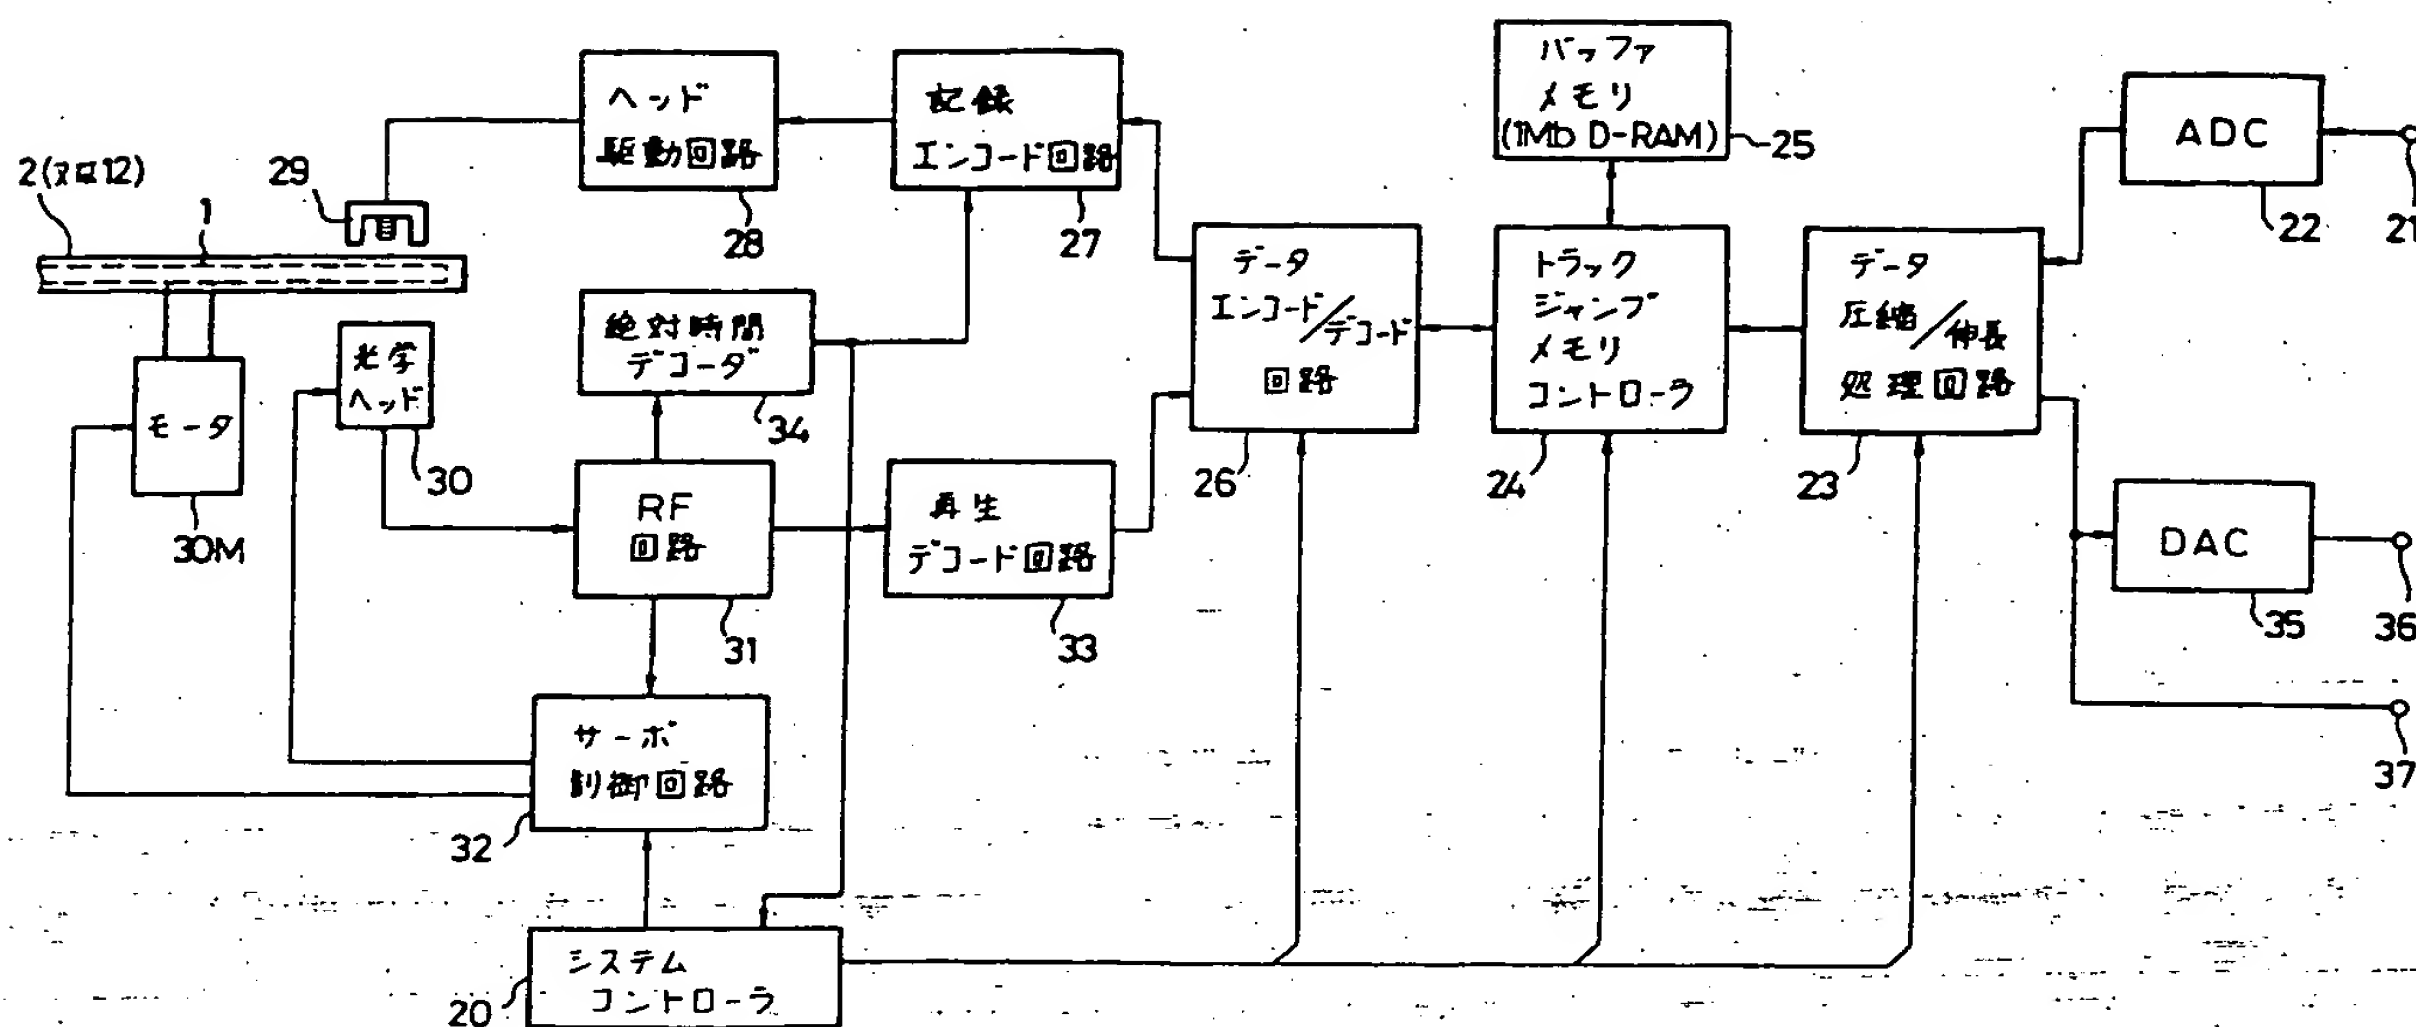 バッファ
メモリ
(1Mb D-RAM)
25
ヘッド
駆動回路
28
記録
エンコード回路
27
ADC
22
21
2(又は12)
29
1
データ
エンコード/デコード
回路
26
トラック
ジャンプ
メモリ
コントローラ
24
データ
圧縮/伸長
処理回路
23
絶対時間
デコーダ
34
光学
ヘッド
30
モータ
30M
RF
回路
31
再生
デコード回路
33
DAC
35
36
37
サーボ
制御回路
32
システム
コントローラ
20